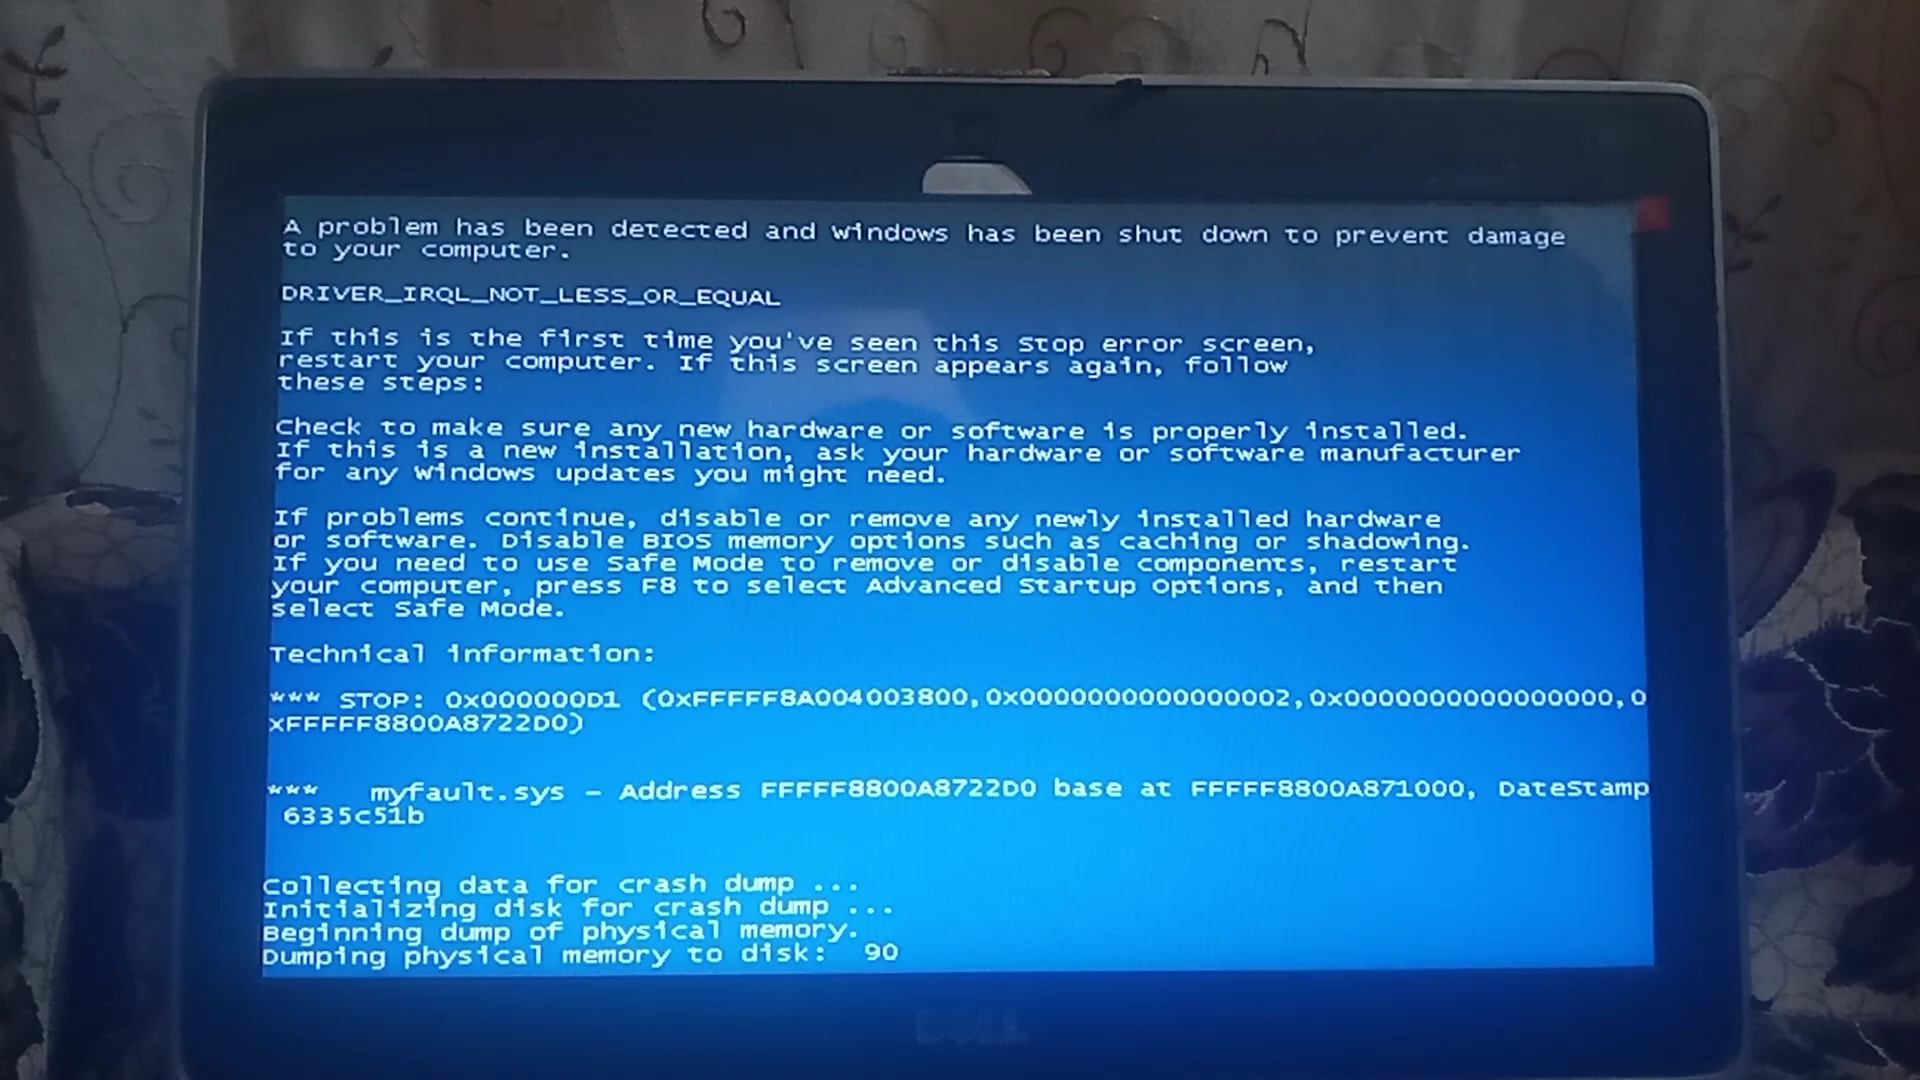 A problem has been detected and Windows has been shut down to prevent damage
to your computer.
DRIVER_IRQL_NOT_LESS_OR_EQUAL
If this is the first time you've seen this Stop error screen,
restart your computer. If this screen appears again, follow
these steps:
Check to make sure any new hardware or software is properly installed.
If this is a new installation, ask your hardware or software manufacturer
for any Windows updates you might need.
If problems continue, disable or remove any newly installed hardware
or software. Disable BIOS memory options such as caching or shadowing.
If you need to use Safe Mode to remove or disable components, restart
your computer, press F8 to select Advanced Startup Options, and then
select Safe Mode.
Technical information:
*** STOP: 0x000000D1 (0xFFFFF8A004003800,0x0000000000000002,0x0000000000000000,0
xFFFFF8800A8722D0)
***   myfault.sys - Address FFFFF8800A8722D0 base at FFFFF8800A871000, DateStamp
6335c51b
Collecting data for crash dump ...
Initializing disk for crash dump ...
Beginning dump of physical memory.
Dumping physical memory to disk:  90
DELL